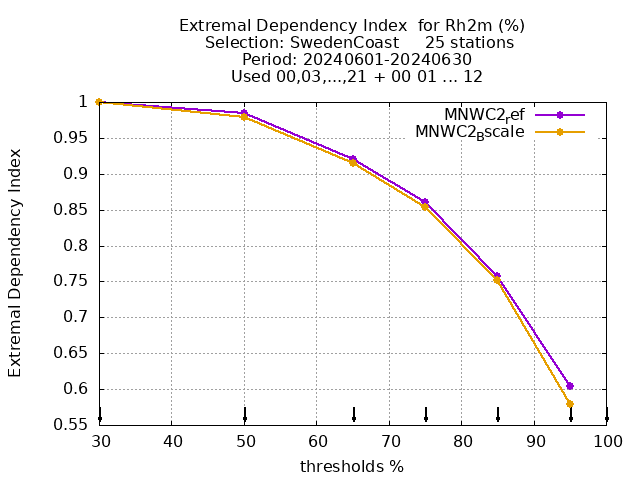 Extremal Dependency Index  for Rh2m (%)
Selection: SwedenCoast     25 stations
Period: 20240601-20240630
Used 00,03,...,21 + 00 01 ... 12
MNWC2ref
MNWC2Bscale
Extremal Dependency Index
1
0.95
0.9
0.85
0.8
0.75
0.7
0.65
0.6
0.55
30 40 50 60 70 80 90 100
thresholds %